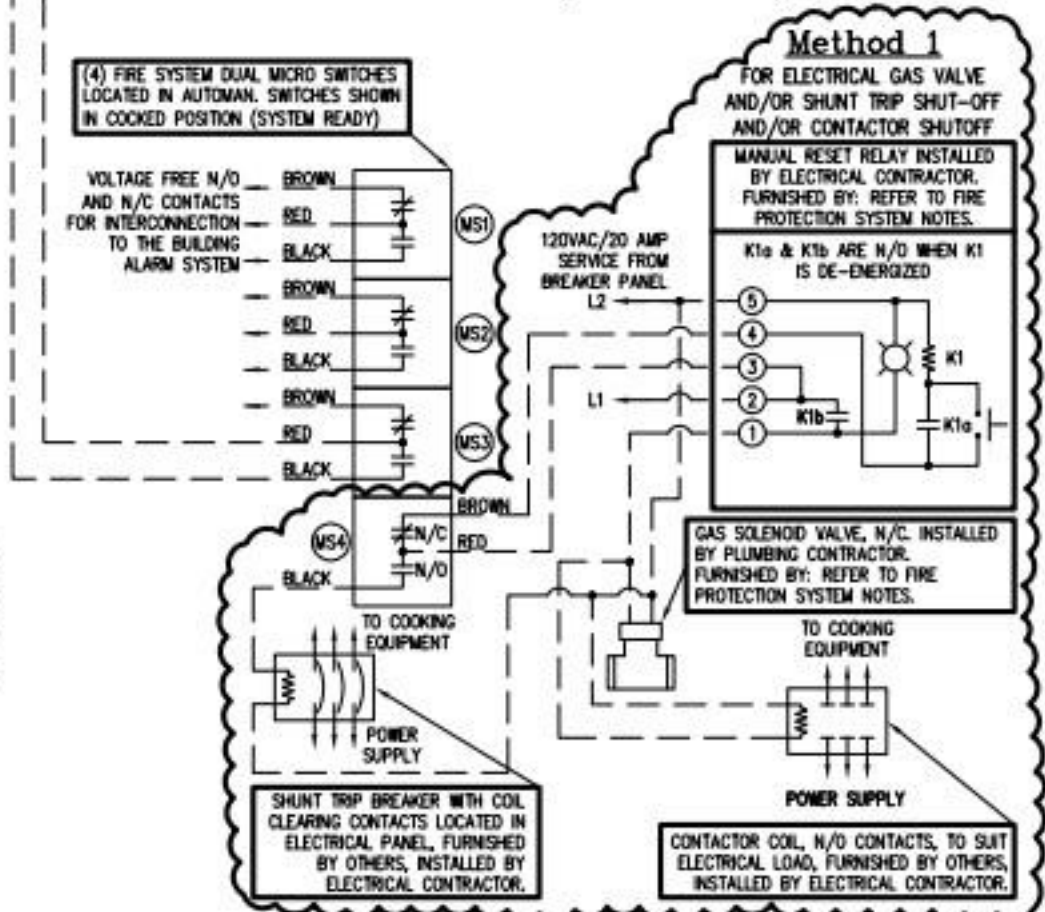 (4) FIRE SYSTEM DUAL MICRO SWITCHES
LOCATED IN AUTOMAN. SWITCHES SHOWN
IN COCKED POSITION (SYSTEM READY)
VOLTAGE FREE N/O
AND N/C CONTACTS
FOR INTERCONNECTION
TO THE BUILDING
ALARM SYSTEM
BROWN
RED
BLACK
MS1
BROWN
RED
BLACK
MS2
BROWN
RED
BLACK
MS3
BROWN
RED
BLACK
MS4
N/C
N/O
Method 1
FOR ELECTRICAL GAS VALVE
AND/OR SHUNT TRIP SHUT-OFF
AND/OR CONTACTOR SHUTOFF
MANUAL RESET RELAY INSTALLED
BY ELECTRICAL CONTRACTOR.
FURNISHED BY: REFER TO FIRE
PROTECTION SYSTEM NOTES.
K1a & K1b ARE N/O WHEN K1
IS DE-ENERGIZED
120VAC/20 AMP
SERVICE FROM
BREAKER PANEL
L2
L1
5
4
3
2
1
K1
K1b
K1a
GAS SOLENOID VALVE, N/C. INSTALLED
BY PLUMBING CONTRACTOR.
FURNISHED BY: REFER TO FIRE
PROTECTION SYSTEM NOTES.
TO COOKING
EQUIPMENT
POWER
SUPPLY
TO COOKING
EQUIPMENT
POWER SUPPLY
SHUNT TRIP BREAKER WITH COIL
CLEARING CONTACTS LOCATED IN
ELECTRICAL PANEL, FURNISHED
BY OTHERS, INSTALLED BY
ELECTRICAL CONTRACTOR.
CONTACTOR COIL, N/O CONTACTS, TO SUIT
ELECTRICAL LOAD, FURNISHED BY OTHERS,
INSTALLED BY ELECTRICAL CONTRACTOR.